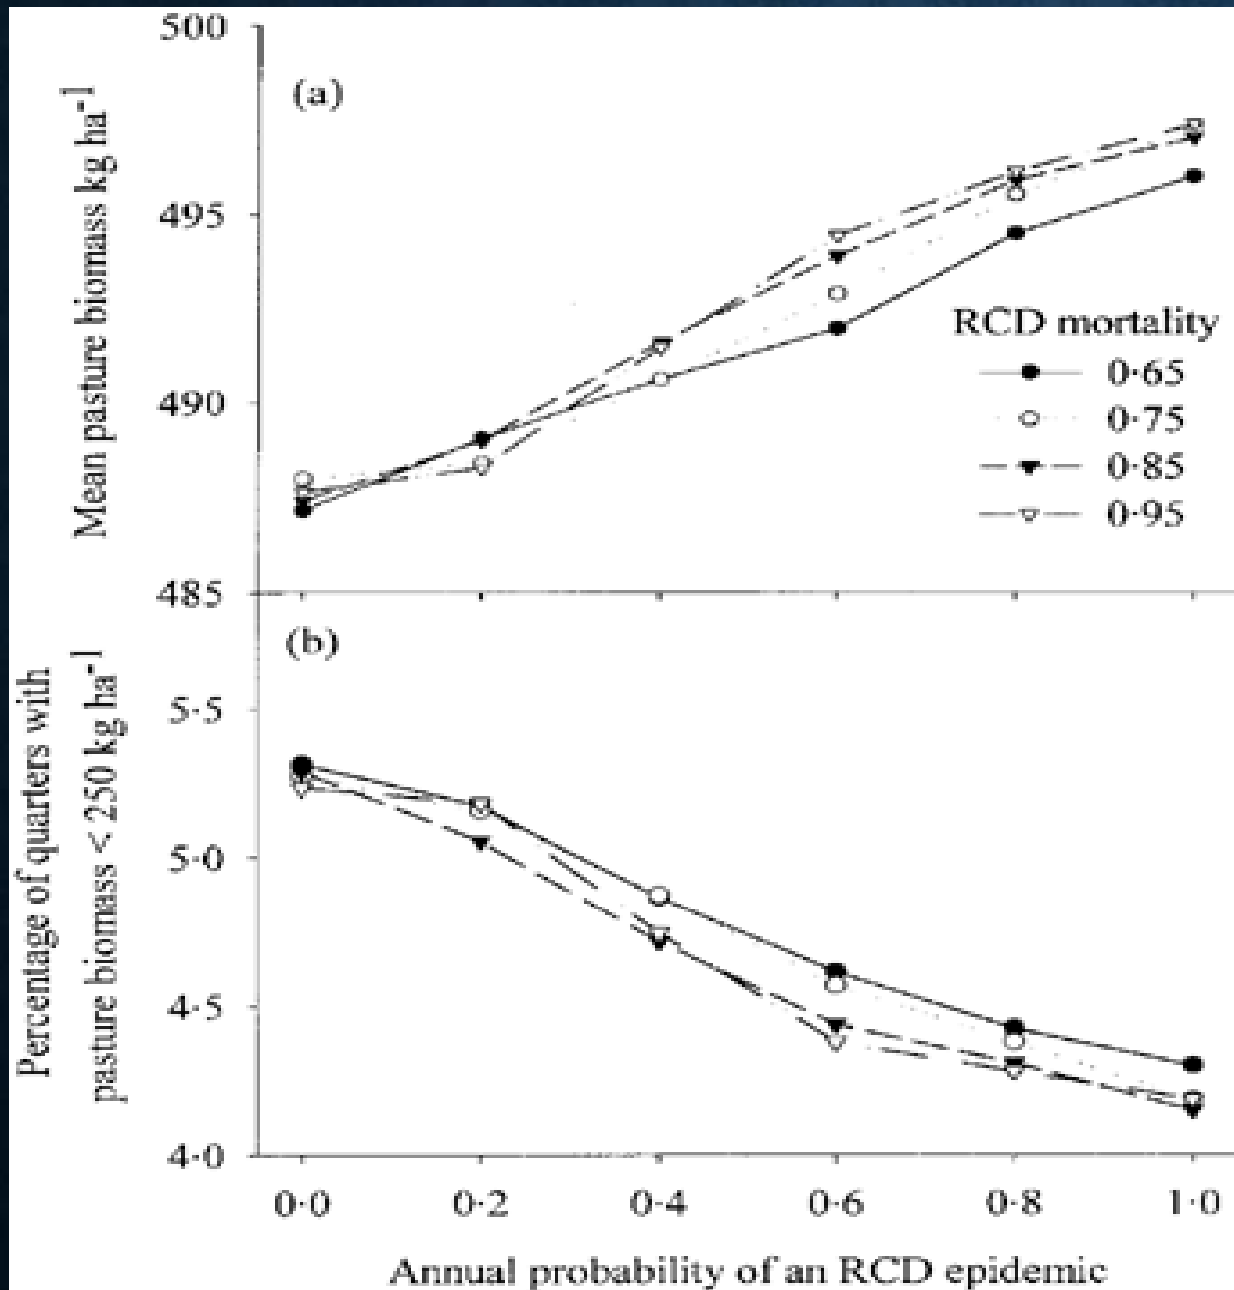 500
(a)
Mean pasture biomass kg ha⁻¹
495
RCD mortality
0·65
490
0·75
0·85
0·95
485
(b)
Percentage of quarters with
pasture biomass < 250 kg ha⁻¹
5·5
5·0
4·5
4·0
0·0 0·2 0·4 0·6 0·8 1·0
Annual probability of an RCD epidemic